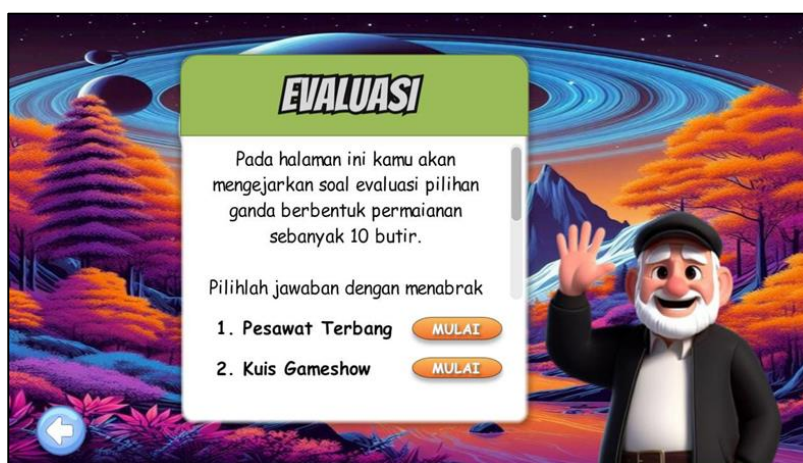 EVALUASI
Pada halaman ini kamu akan
mengejarkan soal evaluasi pilihan
ganda berbentuk permaianan
sebanyak 10 butir.
Pilihlah jawaban dengan menabrak
1. Pesawat Terbang MULAI
2. Kuis Gameshow MULAI